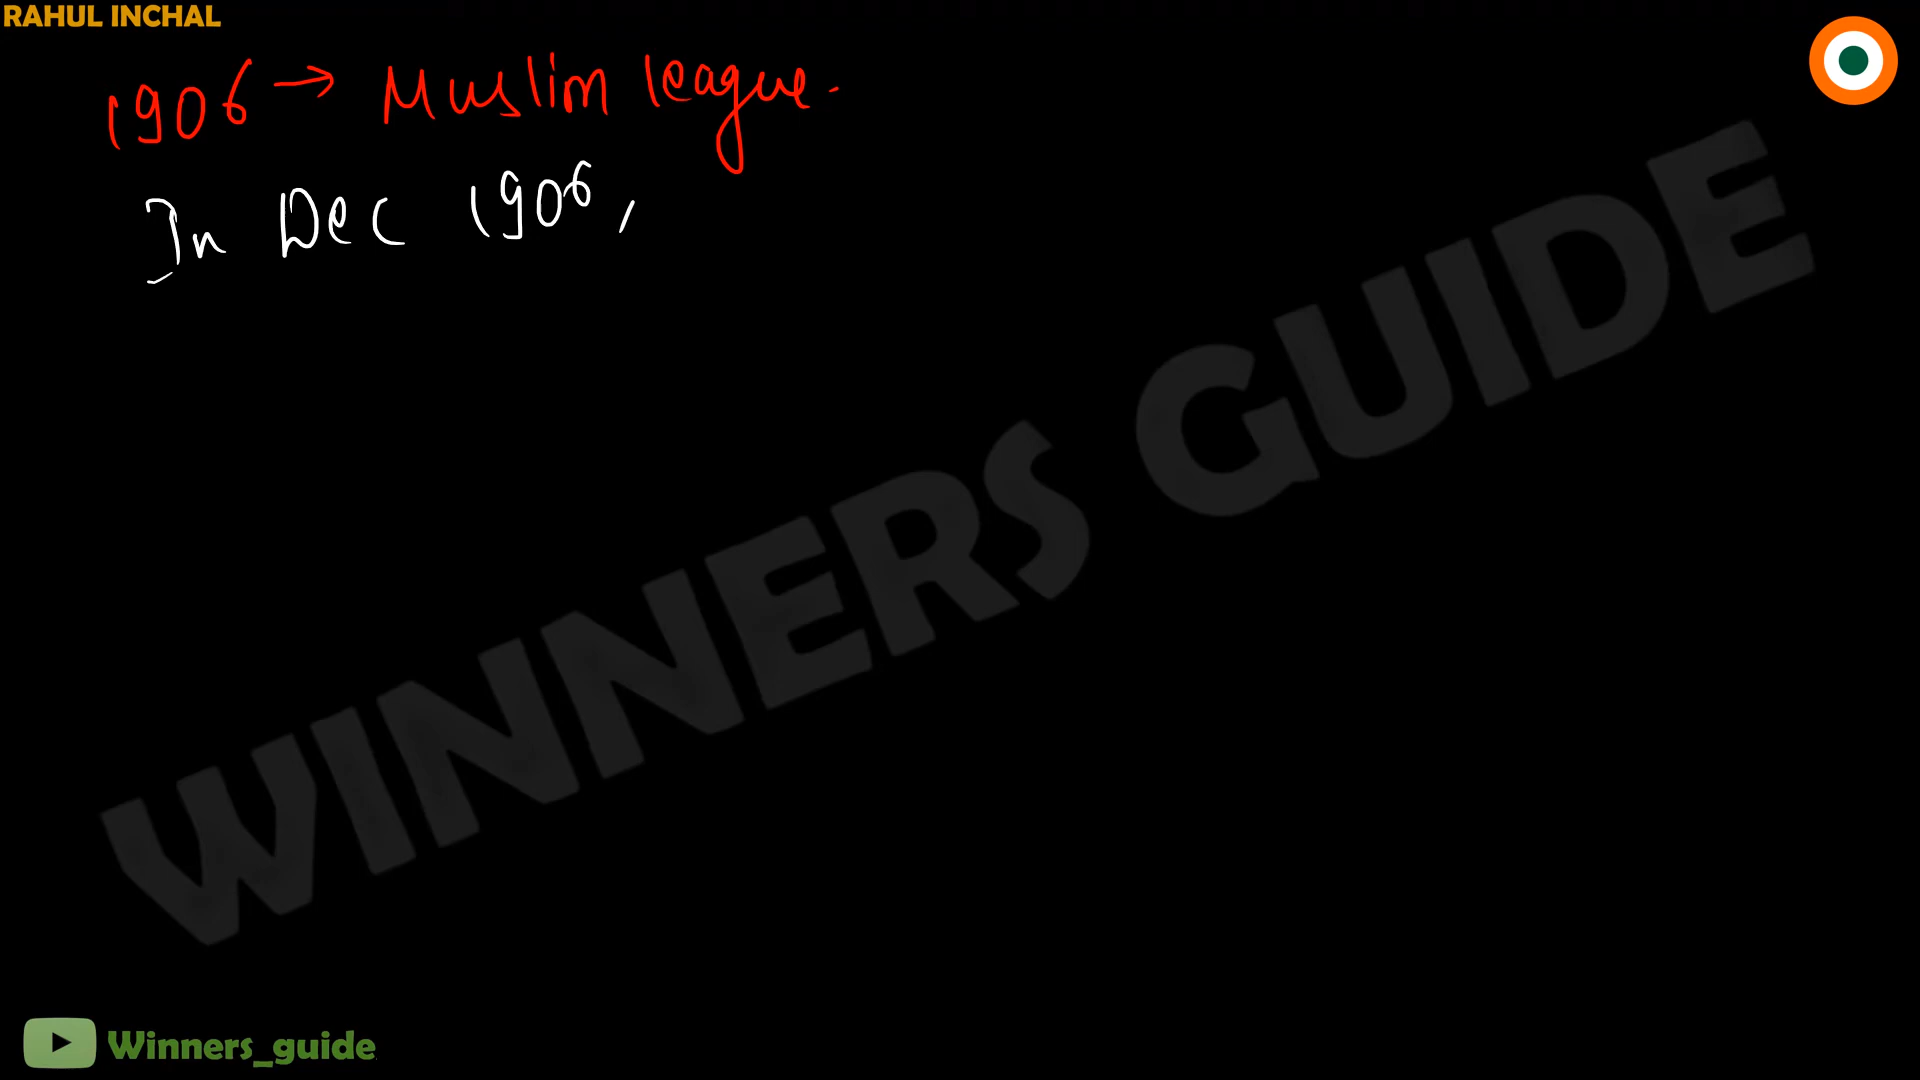 RAHUL INCHAL
1906 → Muslim league.
In Dec 1906,
WINNERS GUIDE
Winners_guide